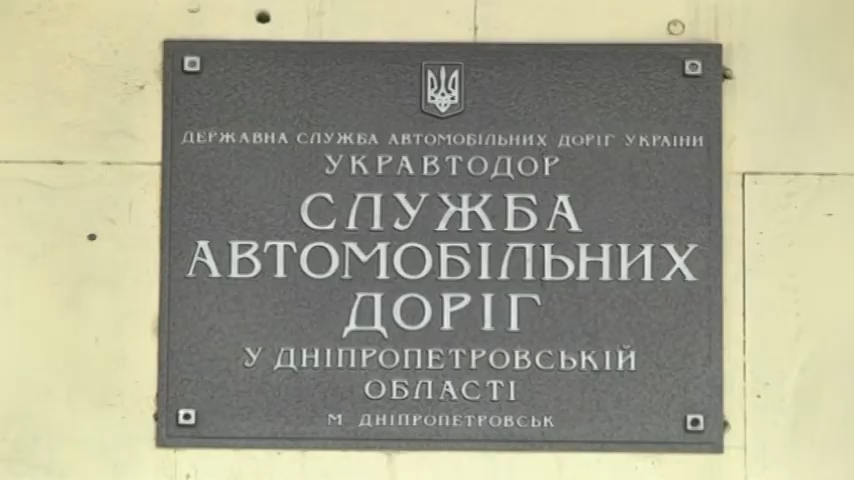 ДЕРЖАВНА СЛУЖБА АВТОМОБІЛЬНИХ ДОРІГ УКРАЇНИ
УКРАВТОДОР
СЛУЖБА
АВТОМОБІЛЬНИХ
ДОРІГ
У ДНІПРОПЕТРОВСЬКІЙ
ОБЛАСТІ
М ДНІПРОПЕТРОВСЬК